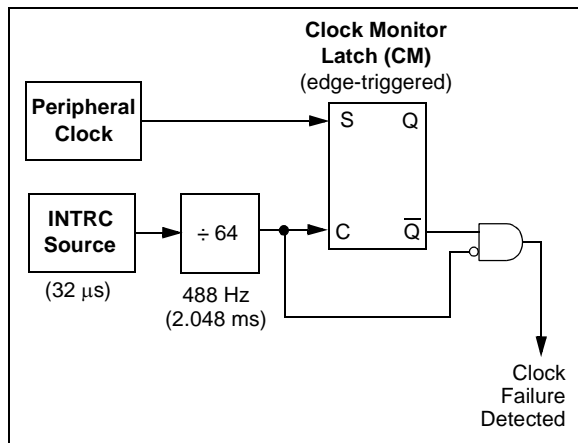 Clock Monitor
Latch (CM)
(edge-triggered)
Peripheral
Clock
S
Q
INTRC
Source
(32 μs)
÷ 64
488 Hz
(2.048 ms)
C
Q̅
Clock
Failure
Detected